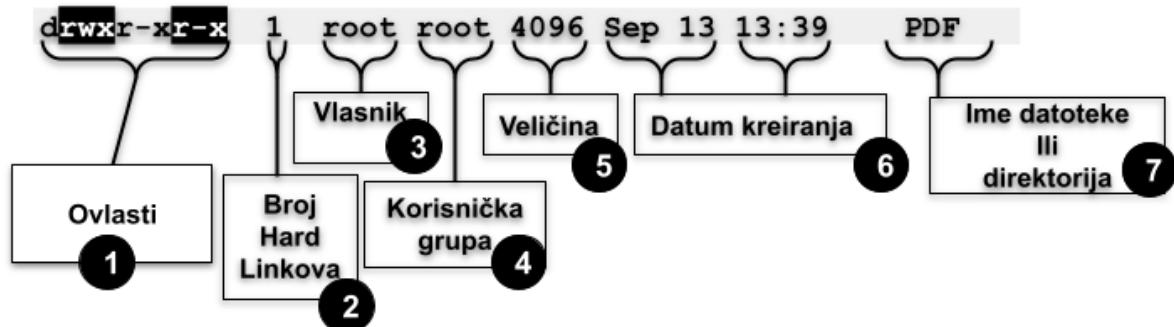 drwxr-xr-x 1 root root 4096 Sep 13 13:39 PDF
Ovlasti
1
Broj
Hard
Linkova
2
Vlasnik
3
Korisnička
grupa
4
Veličina
5
Datum kreiranja
6
Ime datoteke
Ili
direktorija
7